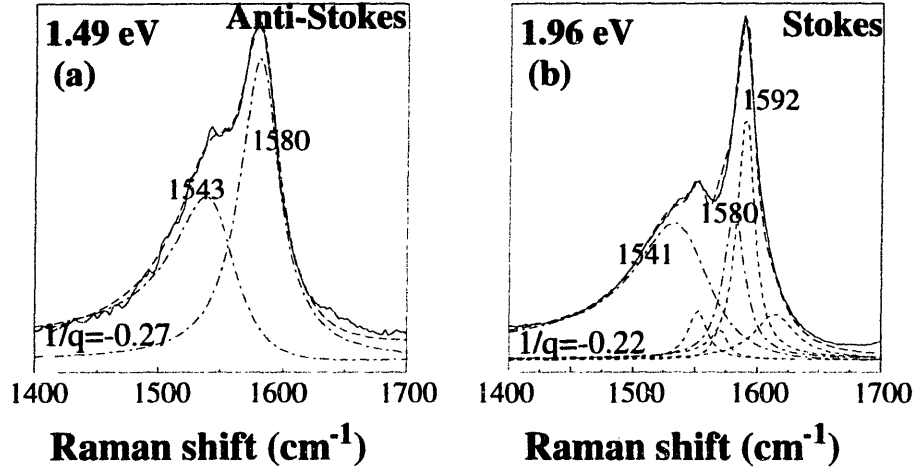 1.49 eV
Anti-Stokes
(a)
1580
1543
1/q=-0.27
1400
1500
1600
1700
Raman shift (cm-1)
1.96 eV
Stokes
(b)
1592
1580
1541
1/q=-0.22
1400
1500
1600
1700
Raman shift (cm-1)